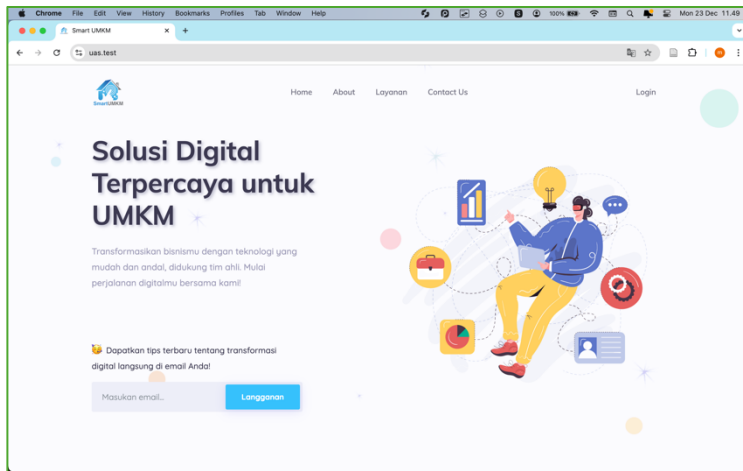 Chrome File Edit View History Bookmarks Profiles Tab Window Help 100% Mon 23 Dec 11.49
Smart UMKM
uas.test
SmartUMKM
Home About Layanan Contact Us Login
Solusi Digital
Terpercaya untuk
UMKM
Transformasikan bisnismu dengan teknologi yang
mudah dan andal, didukung tim ahli. Mulai
perjalanan digitalmu bersama kami!
🥳 Dapatkan tips terbaru tentang transformasi
digital langsung di email Anda!
Masukan email.. Langganan